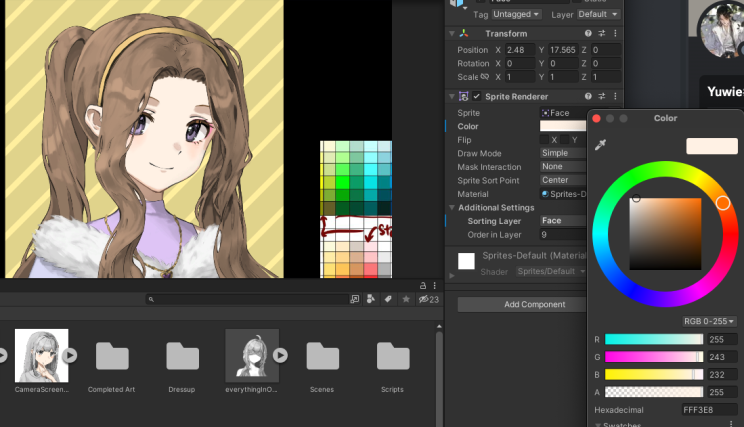 Face
Tag Untagged Layer Default
Transform
Position X 2.48 Y 17.565 Z 0
Rotation X 0 Y 0 Z 0
Scale X 1 Y 1 Z 1
Sprite Renderer
Sprite Face
Color
Flip X Y
Draw Mode Simple
Mask Interaction None
Sprite Sort Point Center
Material Sprites-D
Additional Settings
Sorting Layer Face
Order in Layer 9
Sprites-Default (Material
Shader Sprites/Default
Add Component
Yuwie
Color
RGB 0-255
R 255
G 243
B 232
A 255
Hexadecimal FFF3E8
Swatches
23
CameraScreen...
Completed Art
Dressup
everythingInO...
Scenes
Scripts